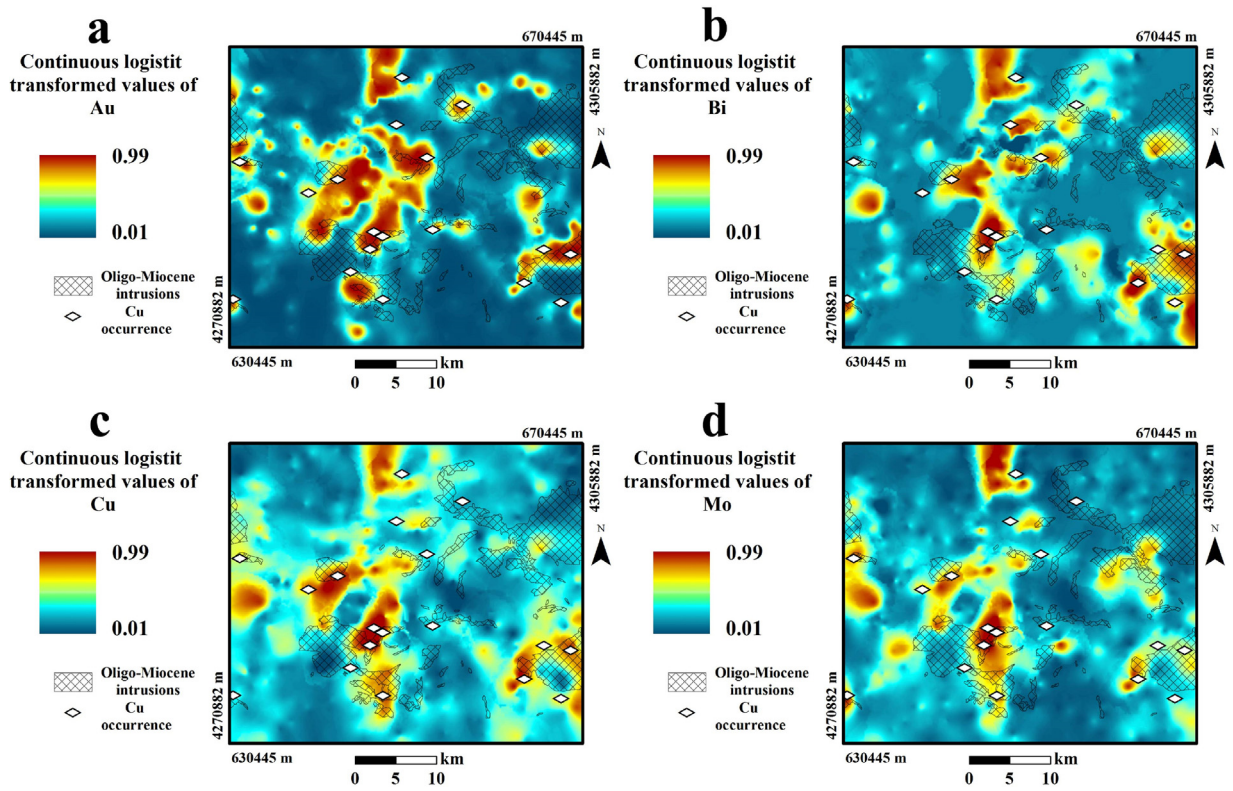 a
Continuous logistit
transformed values of
Au
0.99
0.01
Oligo-Miocene
intrusions
Cu
occurrence
670445 m
4305882 m
N
4270882 m
630445 m
km
0 5 10
b
Continuous logistit
transformed values of
Bi
0.99
0.01
Oligo-Miocene
intrusions
Cu
occurrence
670445 m
4305882 m
N
4270882 m
630445 m
km
0 5 10
c
Continuous logistit
transformed values of
Cu
0.99
0.01
Oligo-Miocene
intrusions
Cu
occurrence
670445 m
4305882 m
N
4270882 m
630445 m
km
0 5 10
d
Continuous logistit
transformed values of
Mo
0.99
0.01
Oligo-Miocene
intrusions
Cu
occurrence
670445 m
4305882 m
N
4270882 m
630445 m
km
0 5 10